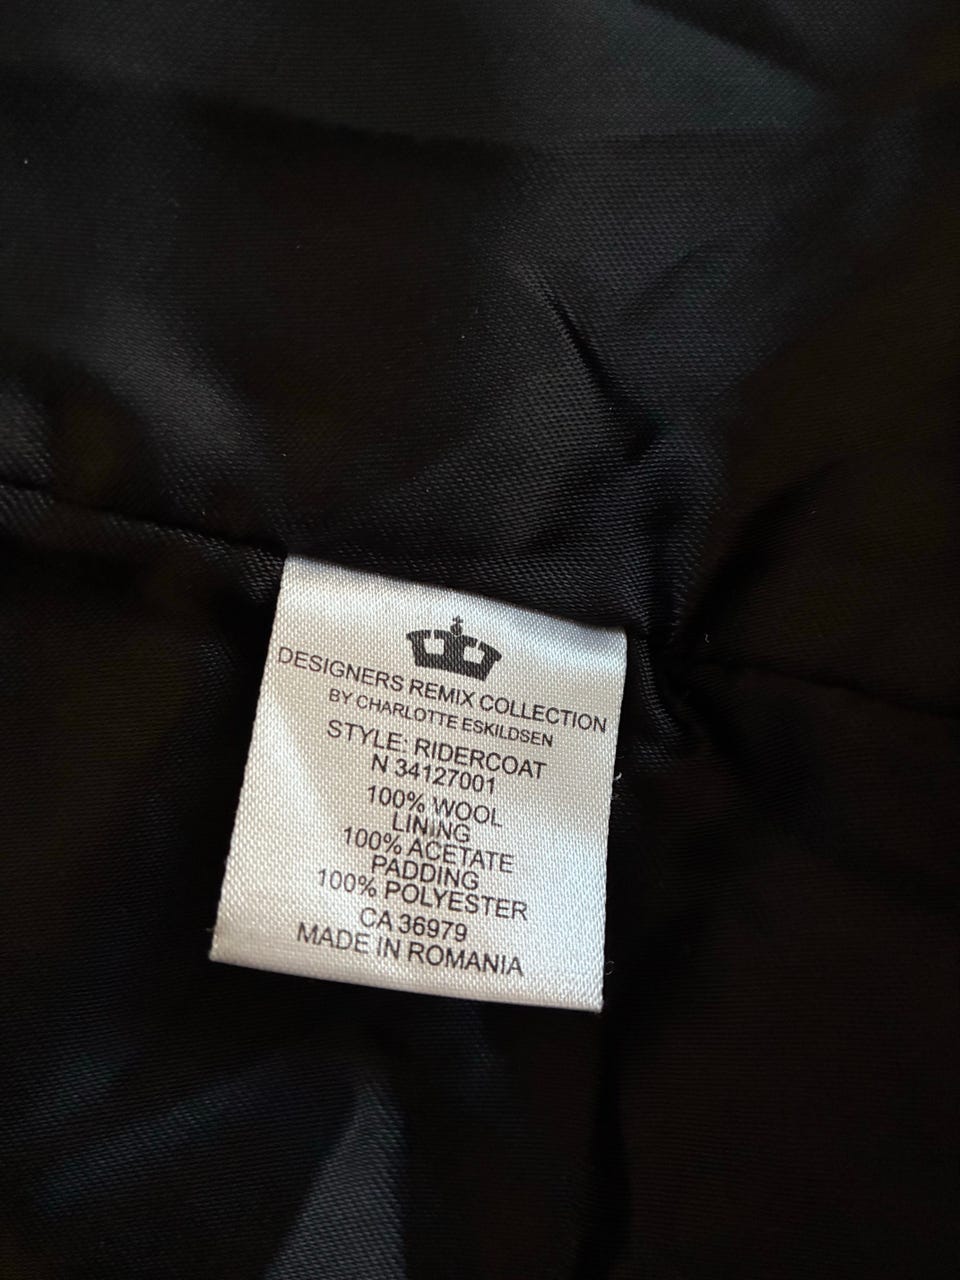 DESIGNERS REMIX COLLECTION
BY CHARLOTTE ESKILDSEN
STYLE: RIDERCOAT
N 34127001
100% WOOL
LINING
100% ACETATE
PADDING
100% POLYESTER
CA 36979
MADE IN ROMANIA